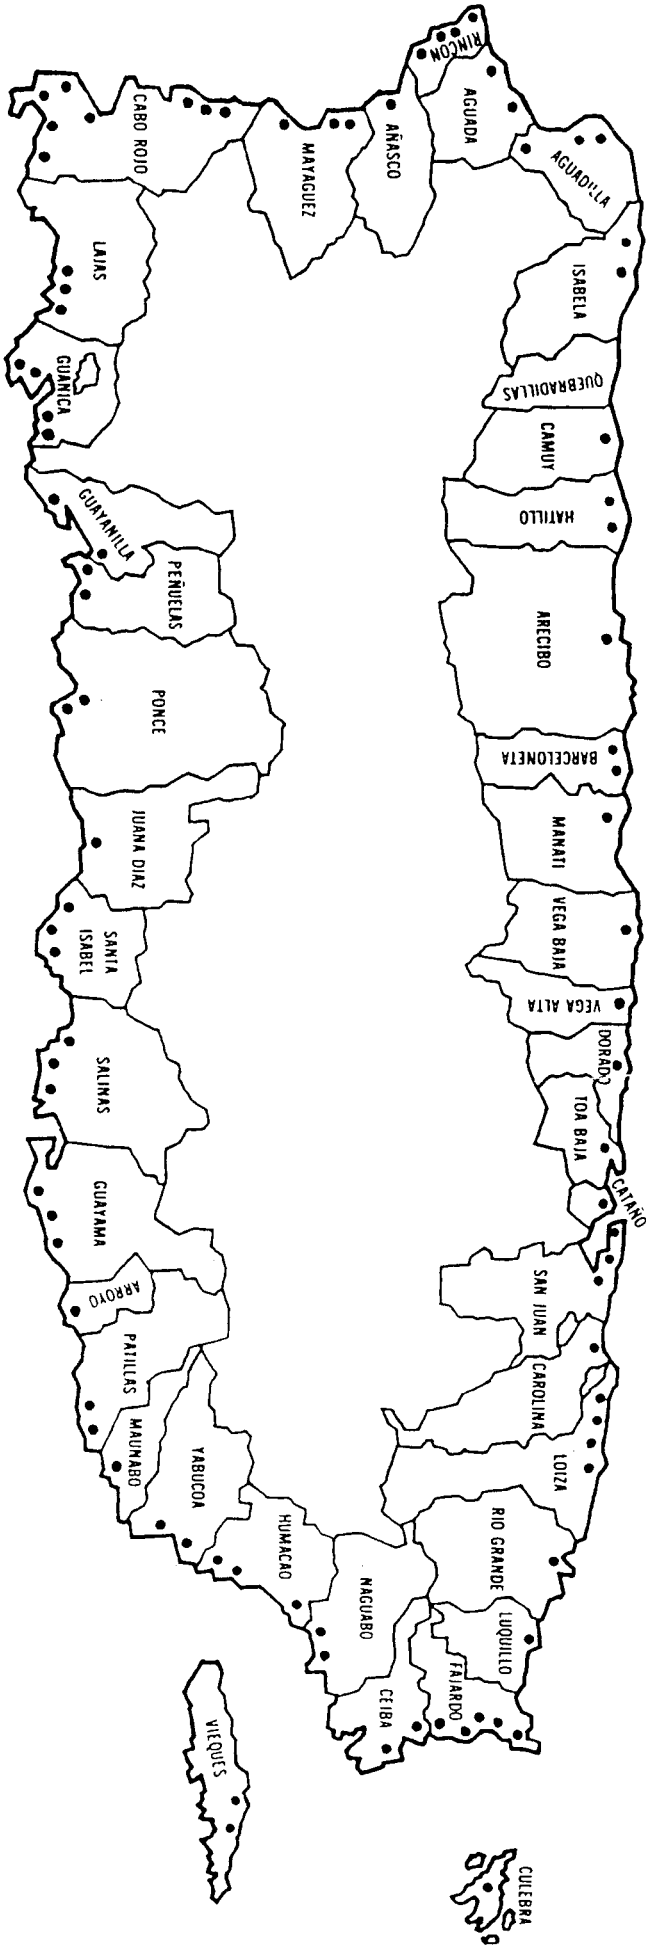 RINCON
AGUADA
AGUADILLA
AÑASCO
MAYAGUEZ
CABO ROJO
LAJAS
GUANICA
ISABELA
QUEBRADILLAS
CAMUY
HATILLO
ARECIBO
BARCELONETA
MANATI
VEGA BAJA
VEGA ALTA
DORADO
TOA BAJA
CATAÑO
SAN JUAN
CAROLINA
LOIZA
RIO GRANDE
LUQUILLO
FAJARDO
CEIBA
NAGUABO
HUMACAO
YABUCOA
MAUNABO
PATILLAS
ARROYO
GUAYAMA
SALINAS
SANTA
ISABEL
JUANA DIAZ
PONCE
PEÑUELAS
GUAYANILLA
VIEQUES
CULEBRA